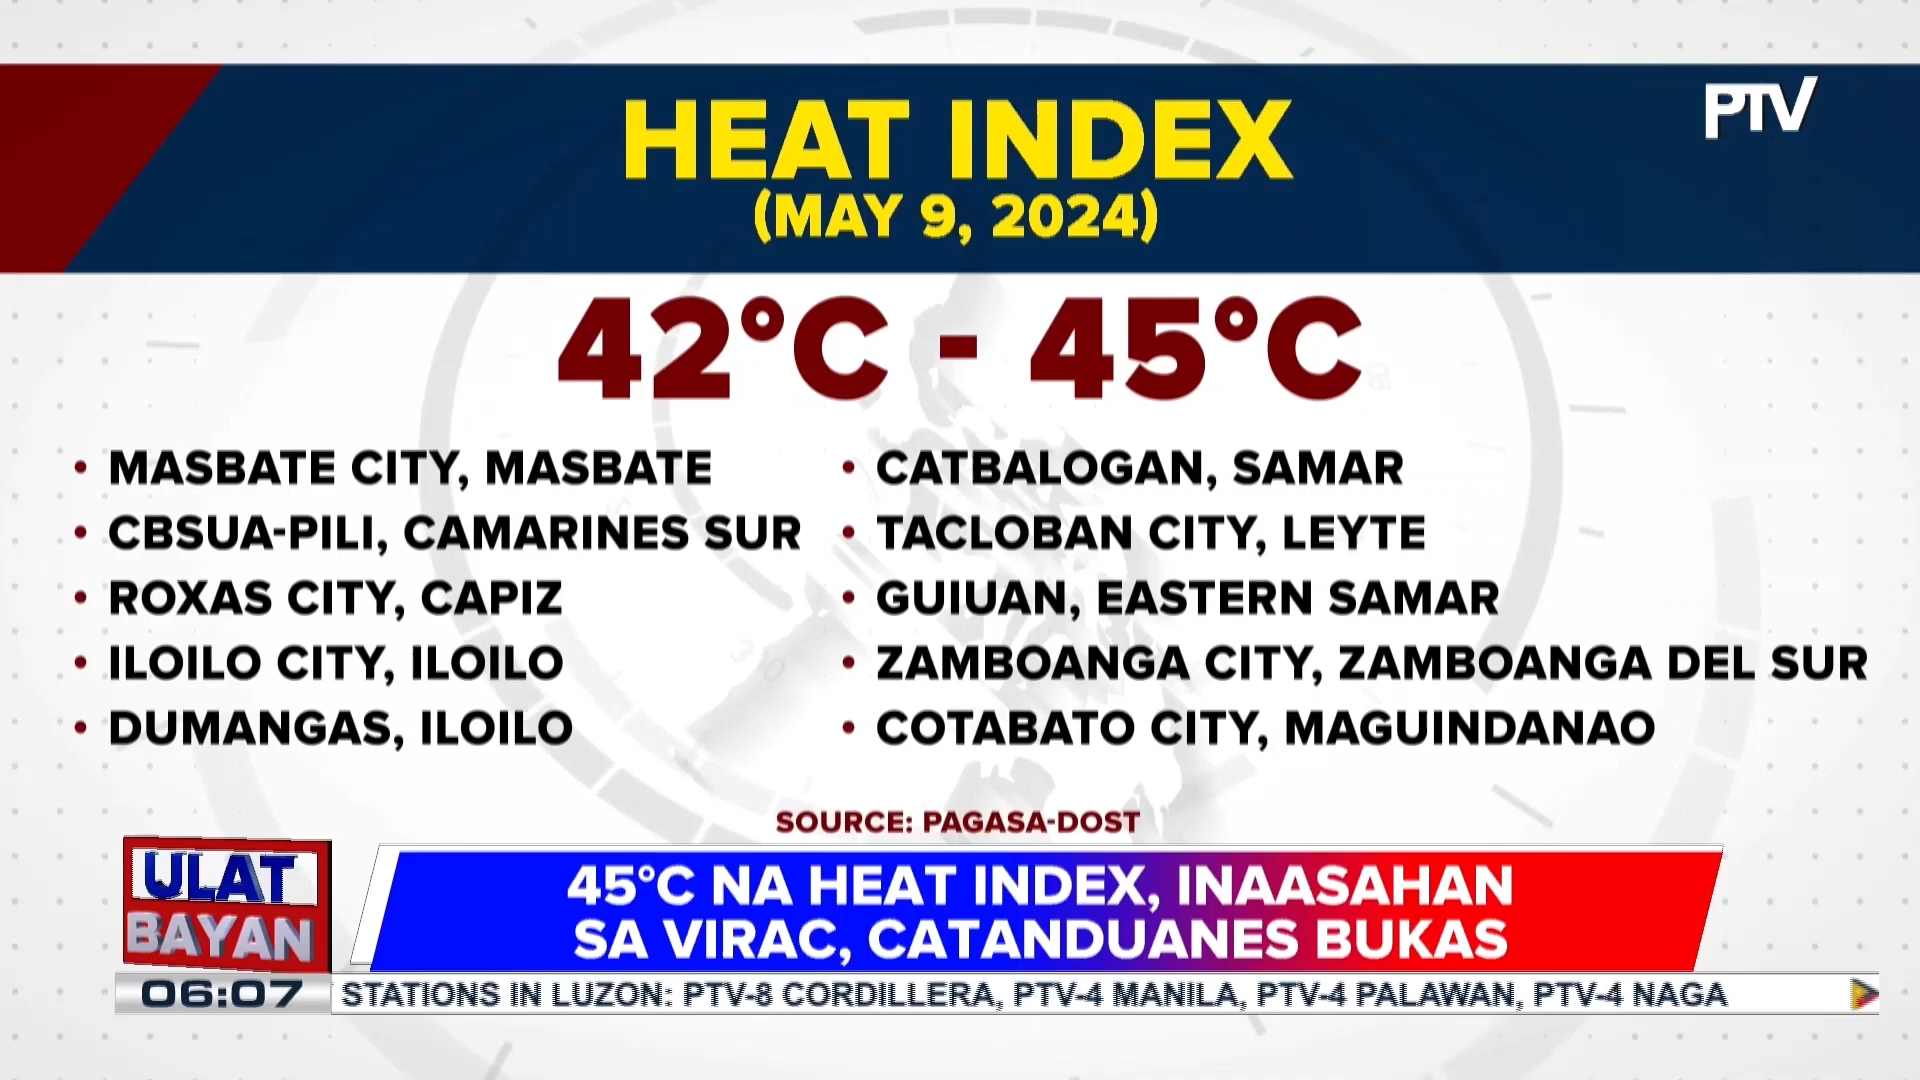 HEAT INDEX
PTV
(MAY 9, 2024)
42°C - 45°C
• MASBATE CITY, MASBATE
• CBSUA-PILI, CAMARINES SUR
• ROXAS CITY, CAPIZ
• ILOILO CITY, ILOILO
• DUMANGAS, ILOILO
• CATBALOGAN, SAMAR
• TACLOBAN CITY, LEYTE
• GUIUAN, EASTERN SAMAR
• ZAMBOANGA CITY, ZAMBOANGA DEL SUR
• COTABATO CITY, MAGUINDANAO
SOURCE: PAGASA-DOST
ULAT
BAYAN
45°C NA HEAT INDEX, INAASAHAN
SA VIRAC, CATANDUANES BUKAS
06:07
STATIONS IN LUZON: PTV-8 CORDILLERA, PTV-4 MANILA, PTV-4 PALAWAN, PTV-4 NAGA